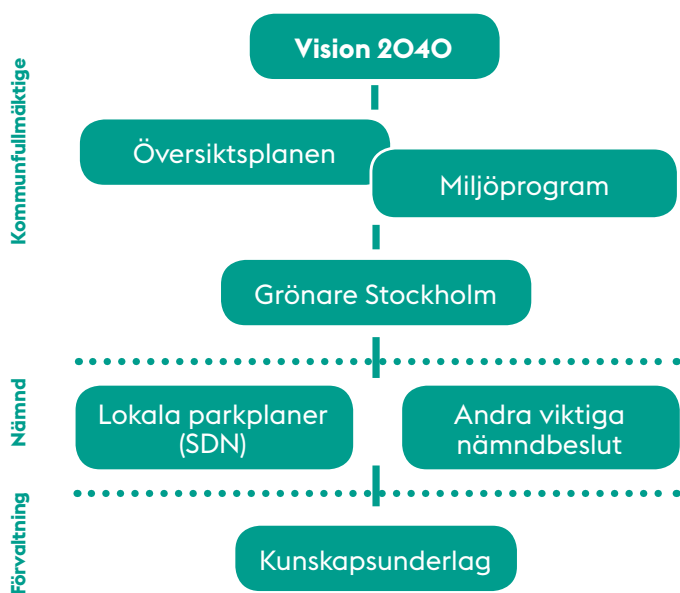 Kommunfullmäktige
Vision 2040
Översiktsplanen
Miljöprogram
Grönare Stockholm
Nämnd
Lokala parkplaner
(SDN)
Andra viktiga
nämndbeslut
Förvaltning
Kunskapsunderlag